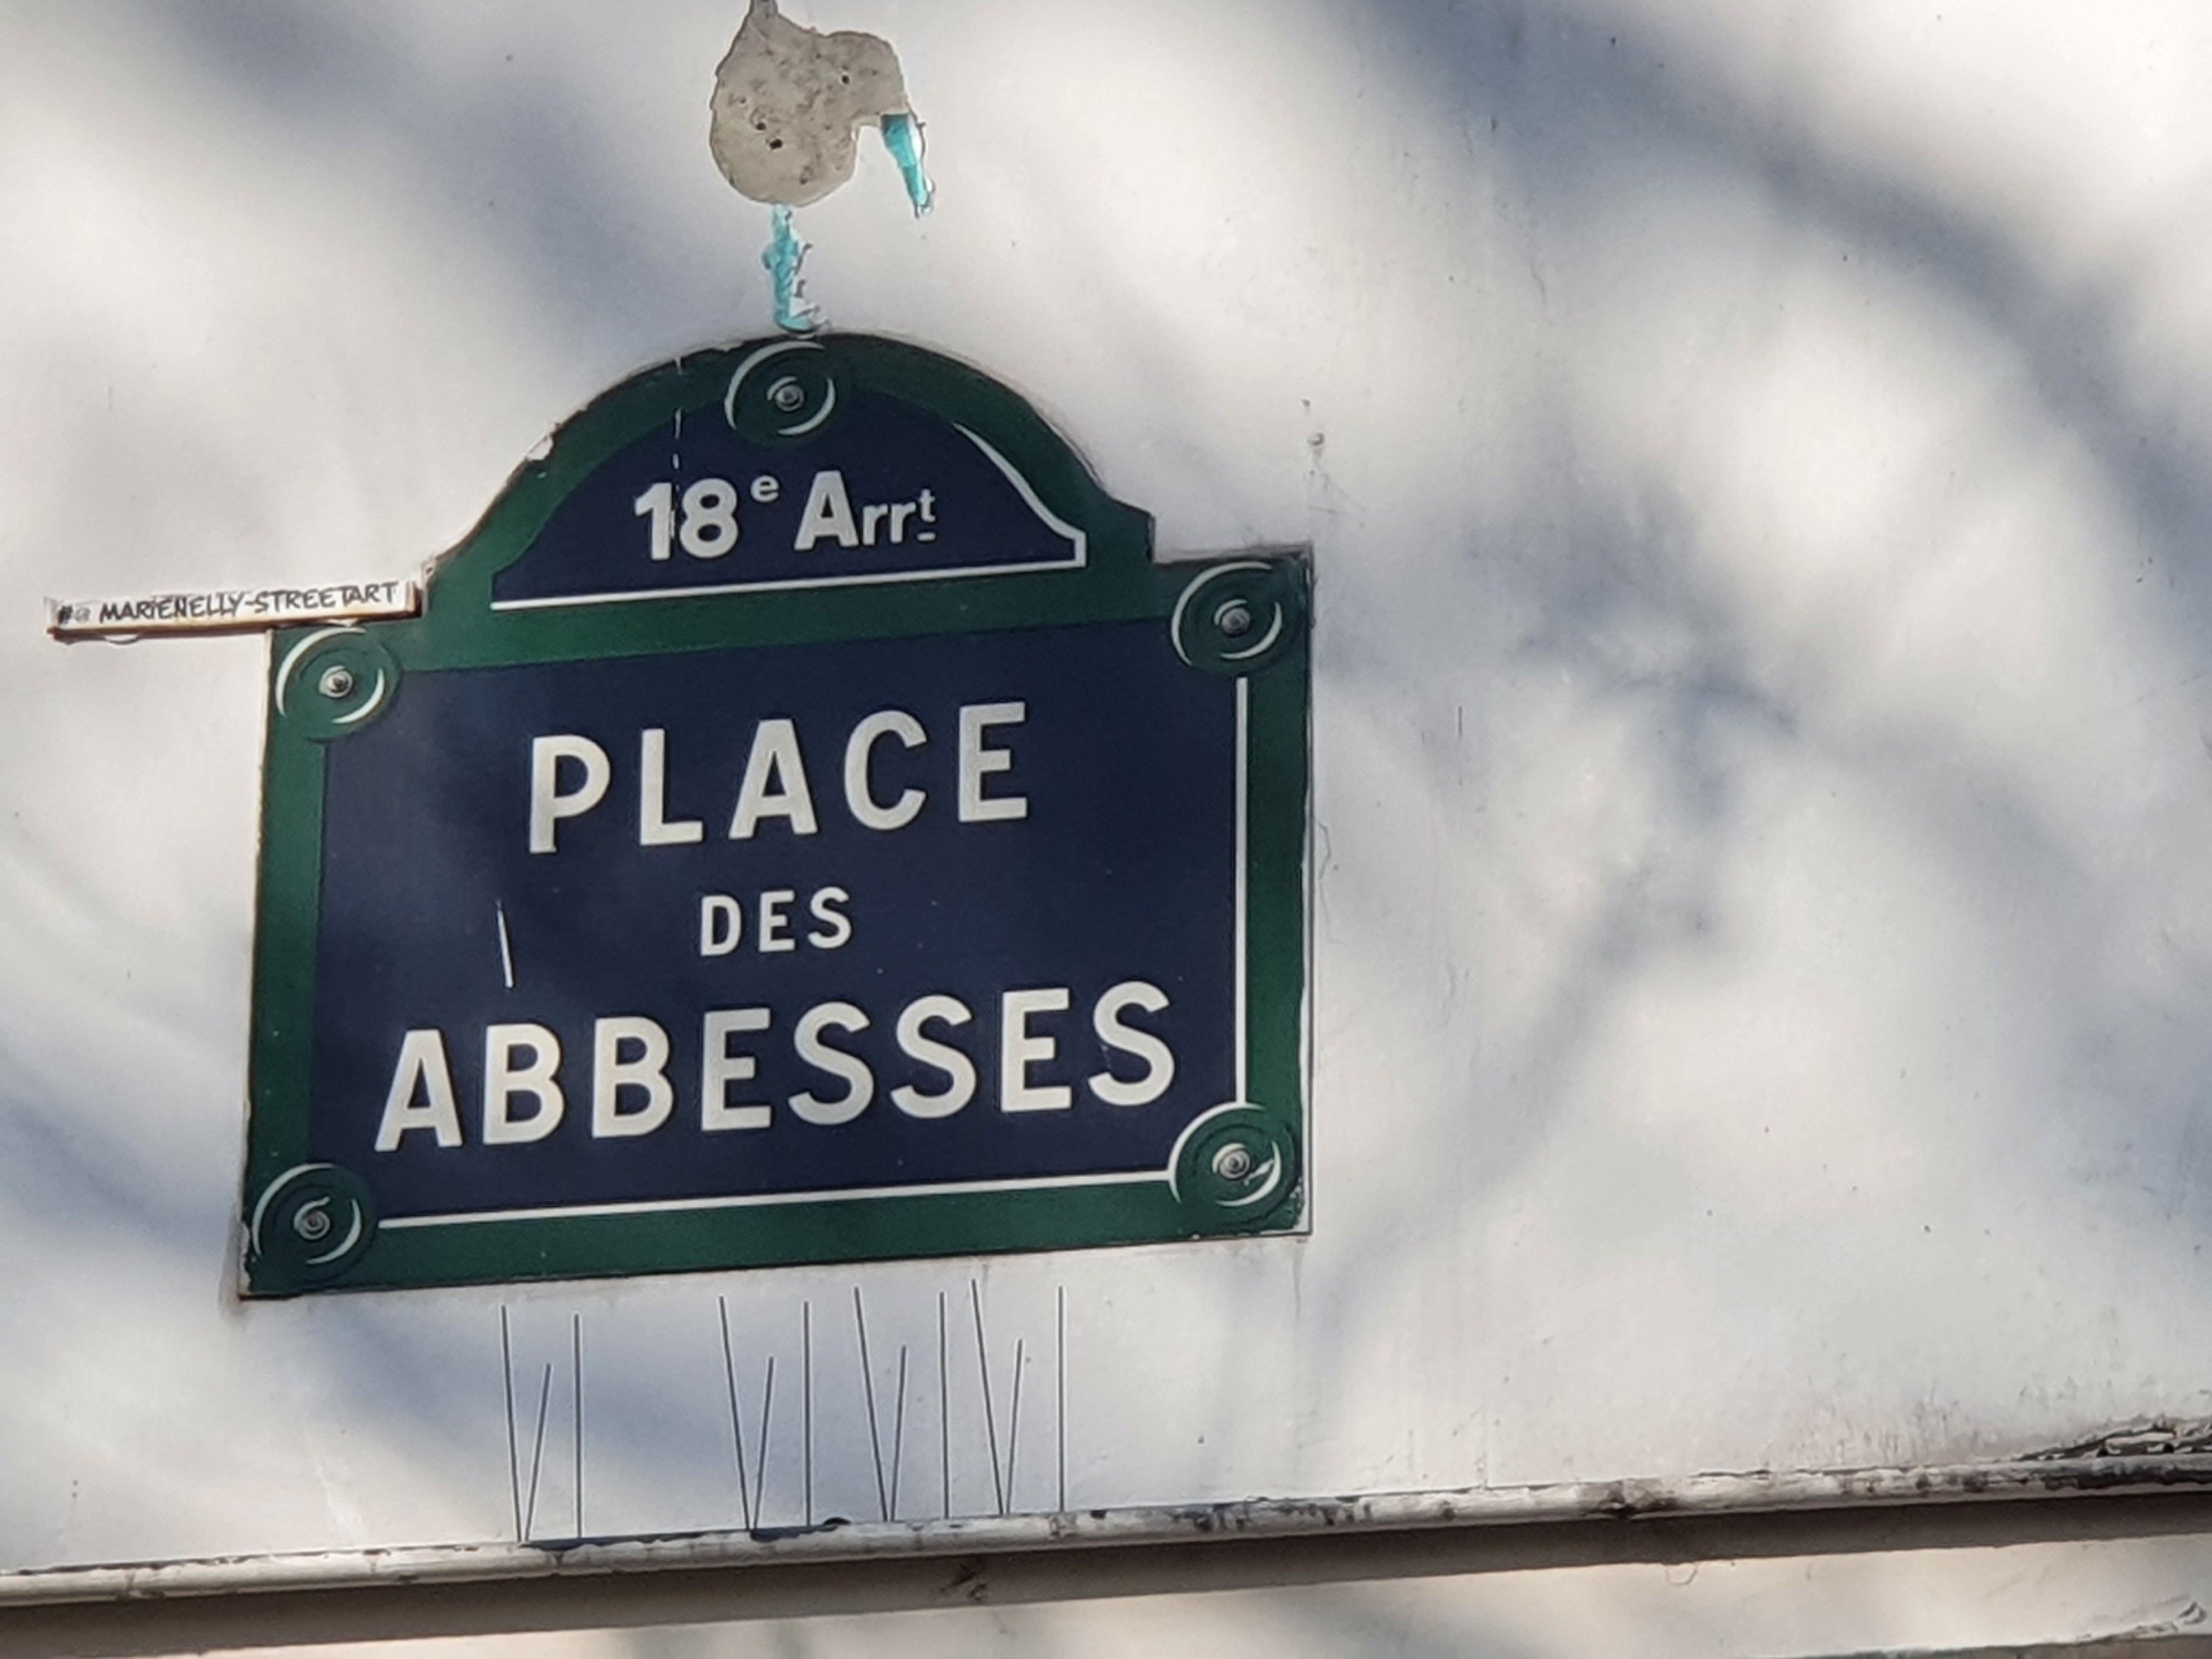 18e Arrt
#@ MARIENELLY-STREETART
PLACE
DES
ABBESSES